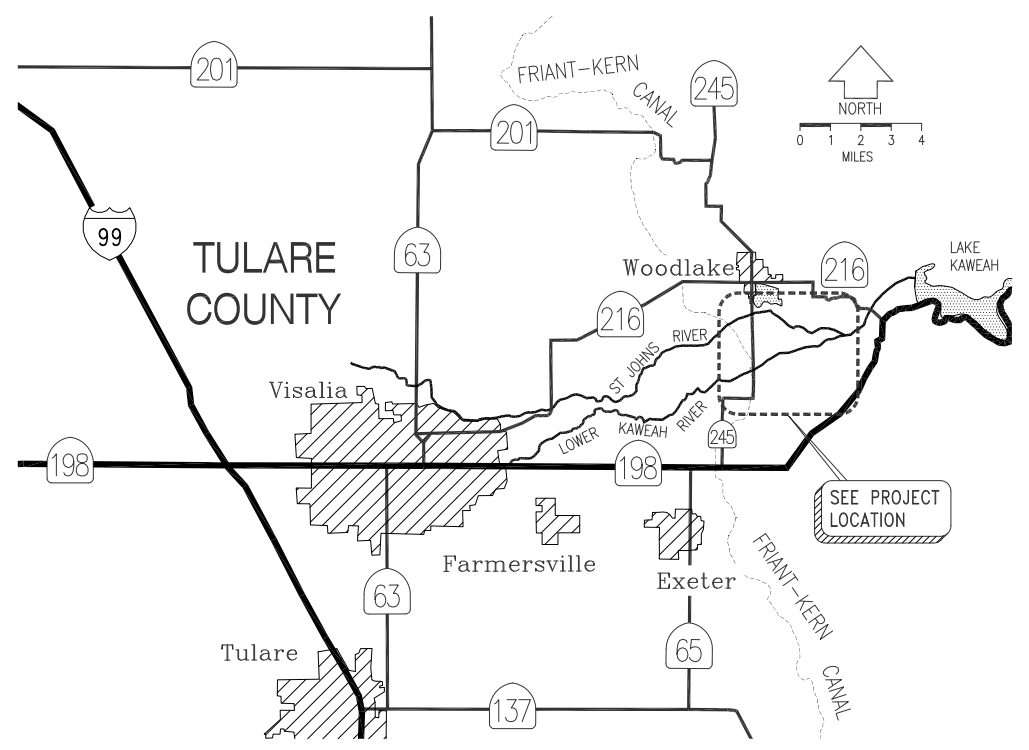 201
FRIANT-KERN
CANAL
245
NORTH
0 1 2 3 4
MILES
201
99
TULARE
COUNTY
63
Woodlake
216
LAKE
KAWEAH
216
RIVER
ST JOHNS
Visalia
LOWER KAWEAH RIVER
245
198
198
SEE PROJECT
LOCATION
Farmersville
Exeter
FRIANT-KERN
CANAL
63
65
Tulare
137